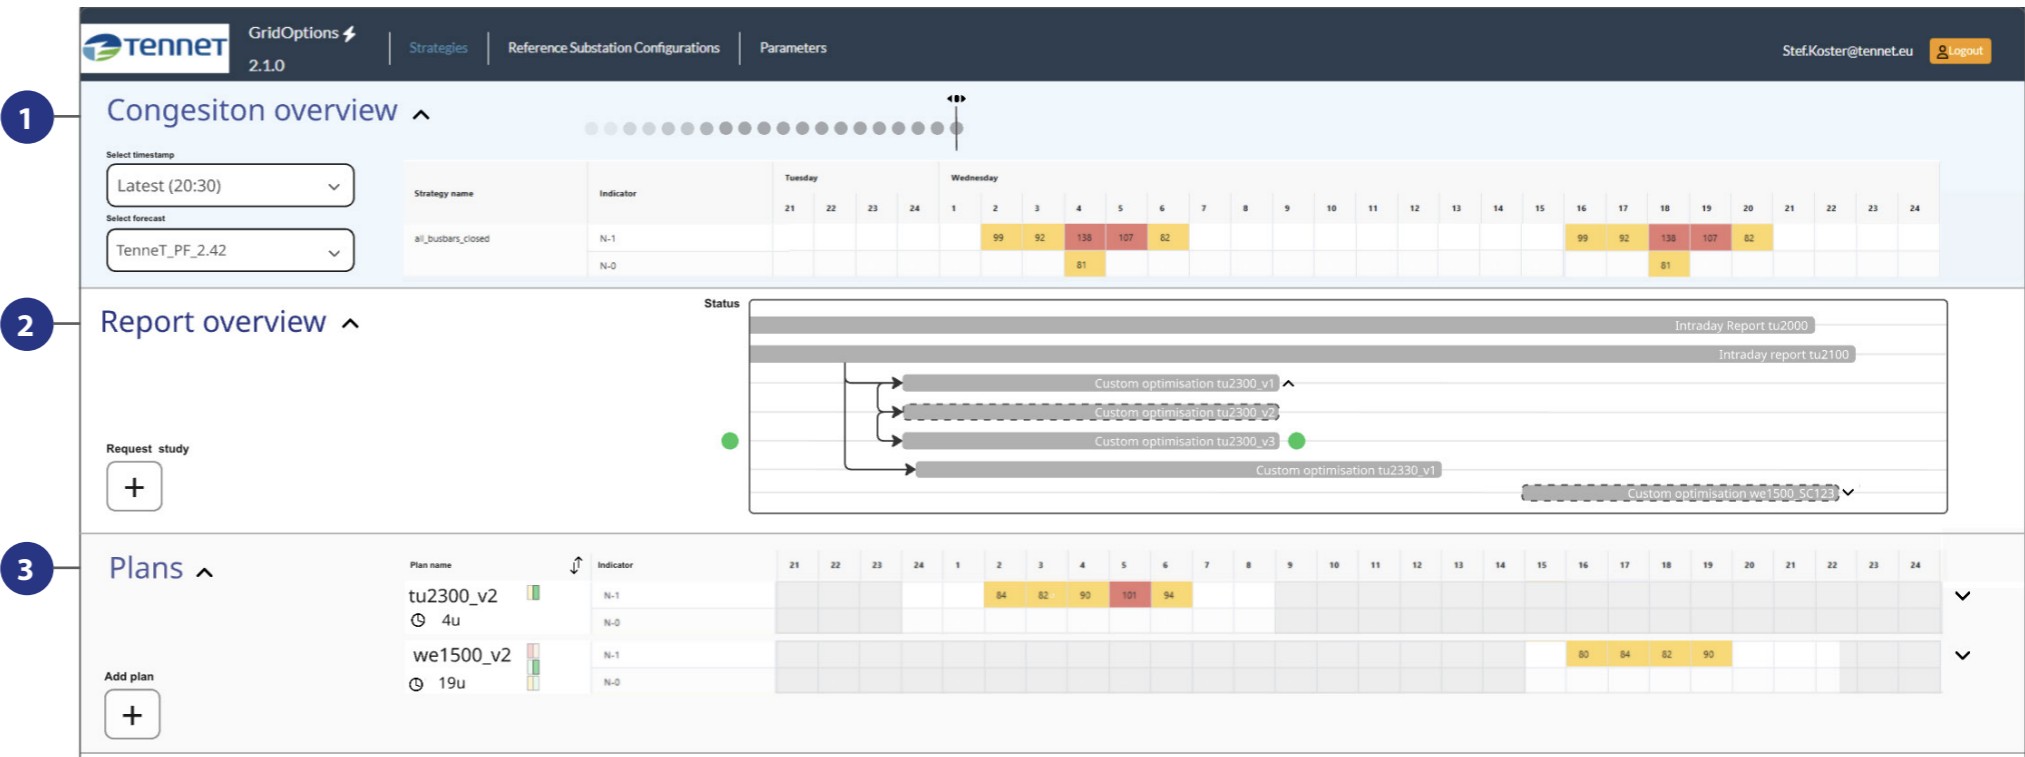 TenneT
GridOptions
2.1.0
Strategies
Reference Substation Configurations
Parameters
Stef.Koster@tennet.eu
Logout
1
Congesiton overview
Select timestamp
Latest (20:30)
Select forecast
TenneT_PF_2.42
Strategy name Indicator Tuesday Wednesday
21 22 23 24 1 2 3 4 5 6 7 8 9 10 11 12 13 14 15 16 17 18 19 20 21 22 23 24
all_busbars_closed N-1 99 92 138 107 82 99 92 138 107 82
N-0 81 81
2
Report overview
Status
Intraday Report tu2000
Intraday report tu2100
Custom optimisation tu2300_v1
Custom optimisation tu2300_v2
Custom optimisation tu2300_v3
Custom optimisation tu2330_v1
Custom optimisation we1500_SC123
Request study
+
3
Plans
Plan name Indicator 21 22 23 24 1 2 3 4 5 6 7 8 9 10 11 12 13 14 15 16 17 18 19 20 21 22 23 24
tu2300_v2 N-1 84 82 90 101 94
4u N-0
we1500_v2 N-1 80 84 82 90
19u N-0
Add plan
+